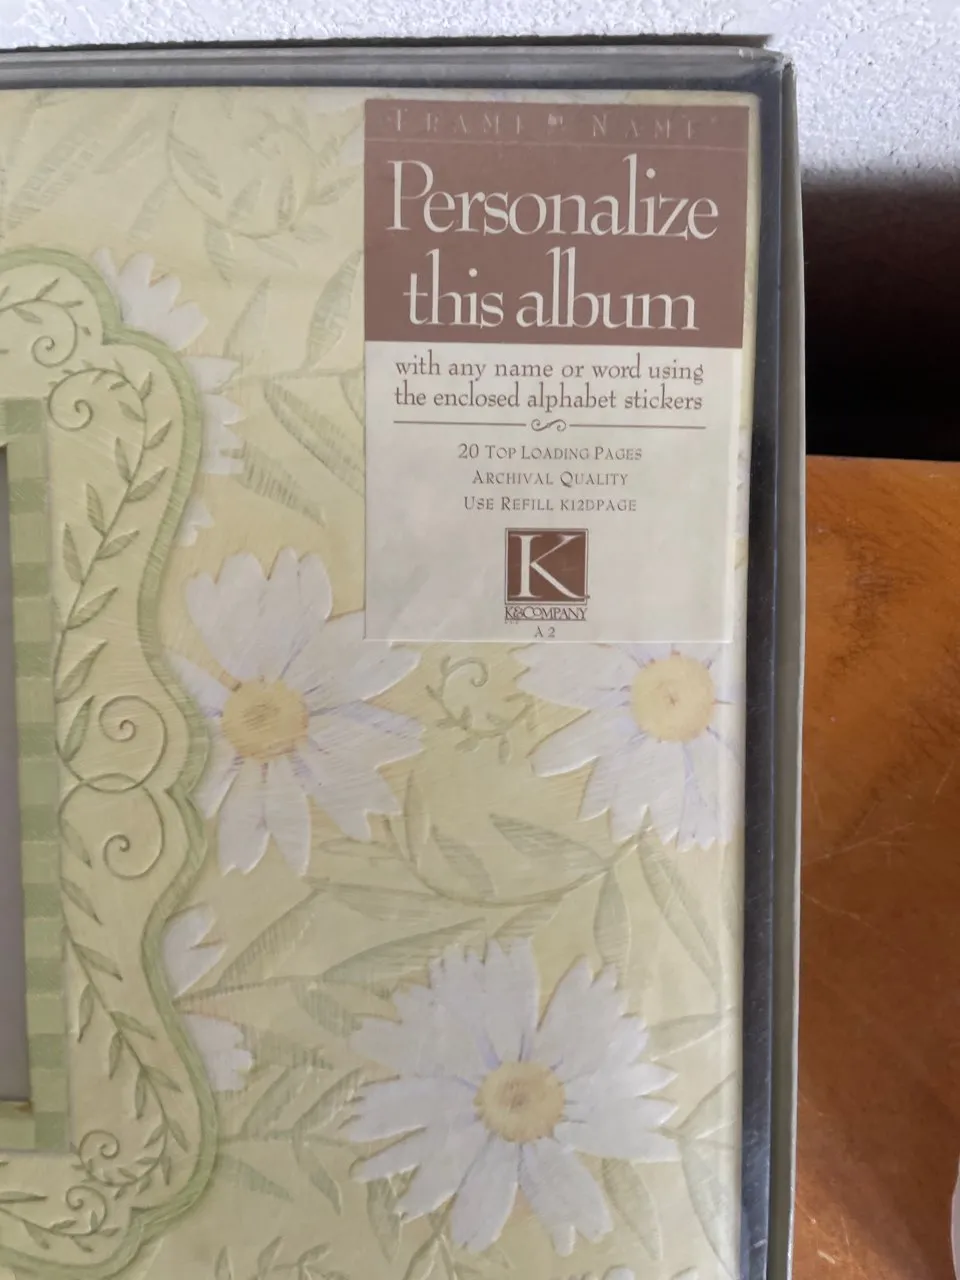 FRAME A NAME
Personalize
this album
with any name or word using
the enclosed alphabet stickers
20 TOP LOADING PAGES
ARCHIVAL QUALITY
USE REFILL K12DPAGE
K
K&COMPANY
A 2